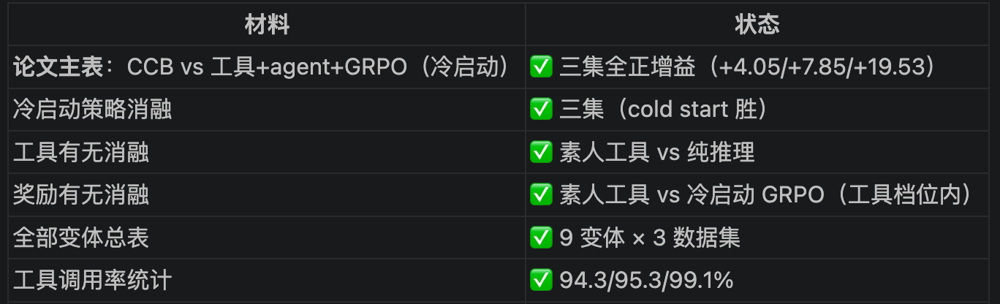 材料 状态
论文主表：CCB vs 工具+agent+GRPO（冷启动） ✅ 三集全正增益（+4.05/+7.85/+19.53）
冷启动策略消融 ✅ 三集（cold start 胜）
工具有无消融 ✅ 素人工具 vs 纯推理
奖励有无消融 ✅ 素人工具 vs 冷启动 GRPO（工具档位内）
全部变体总表 ✅ 9 变体 × 3 数据集
工具调用率统计 ✅ 94.3/95.3/99.1%